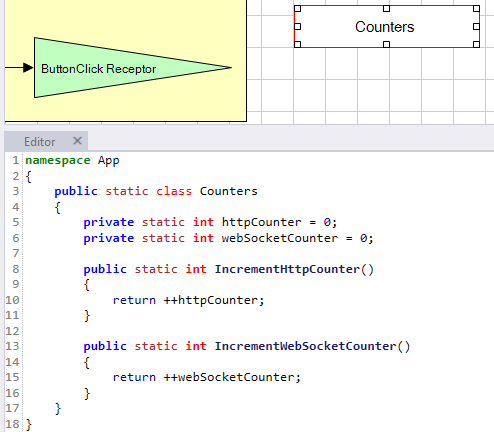 Counters
ButtonClick Receptor
Editor ✕
1 namespace App
2 {
3     public static class Counters
4     {
5         private static int httpCounter = 0;
6         private static int webSocketCounter = 0;
7
8         public static int IncrementHttpCounter()
9         {
10             return ++httpCounter;
11         }
12
13         public static int IncrementWebSocketCounter()
14         {
15             return ++webSocketCounter;
16         }
17     }
18 }